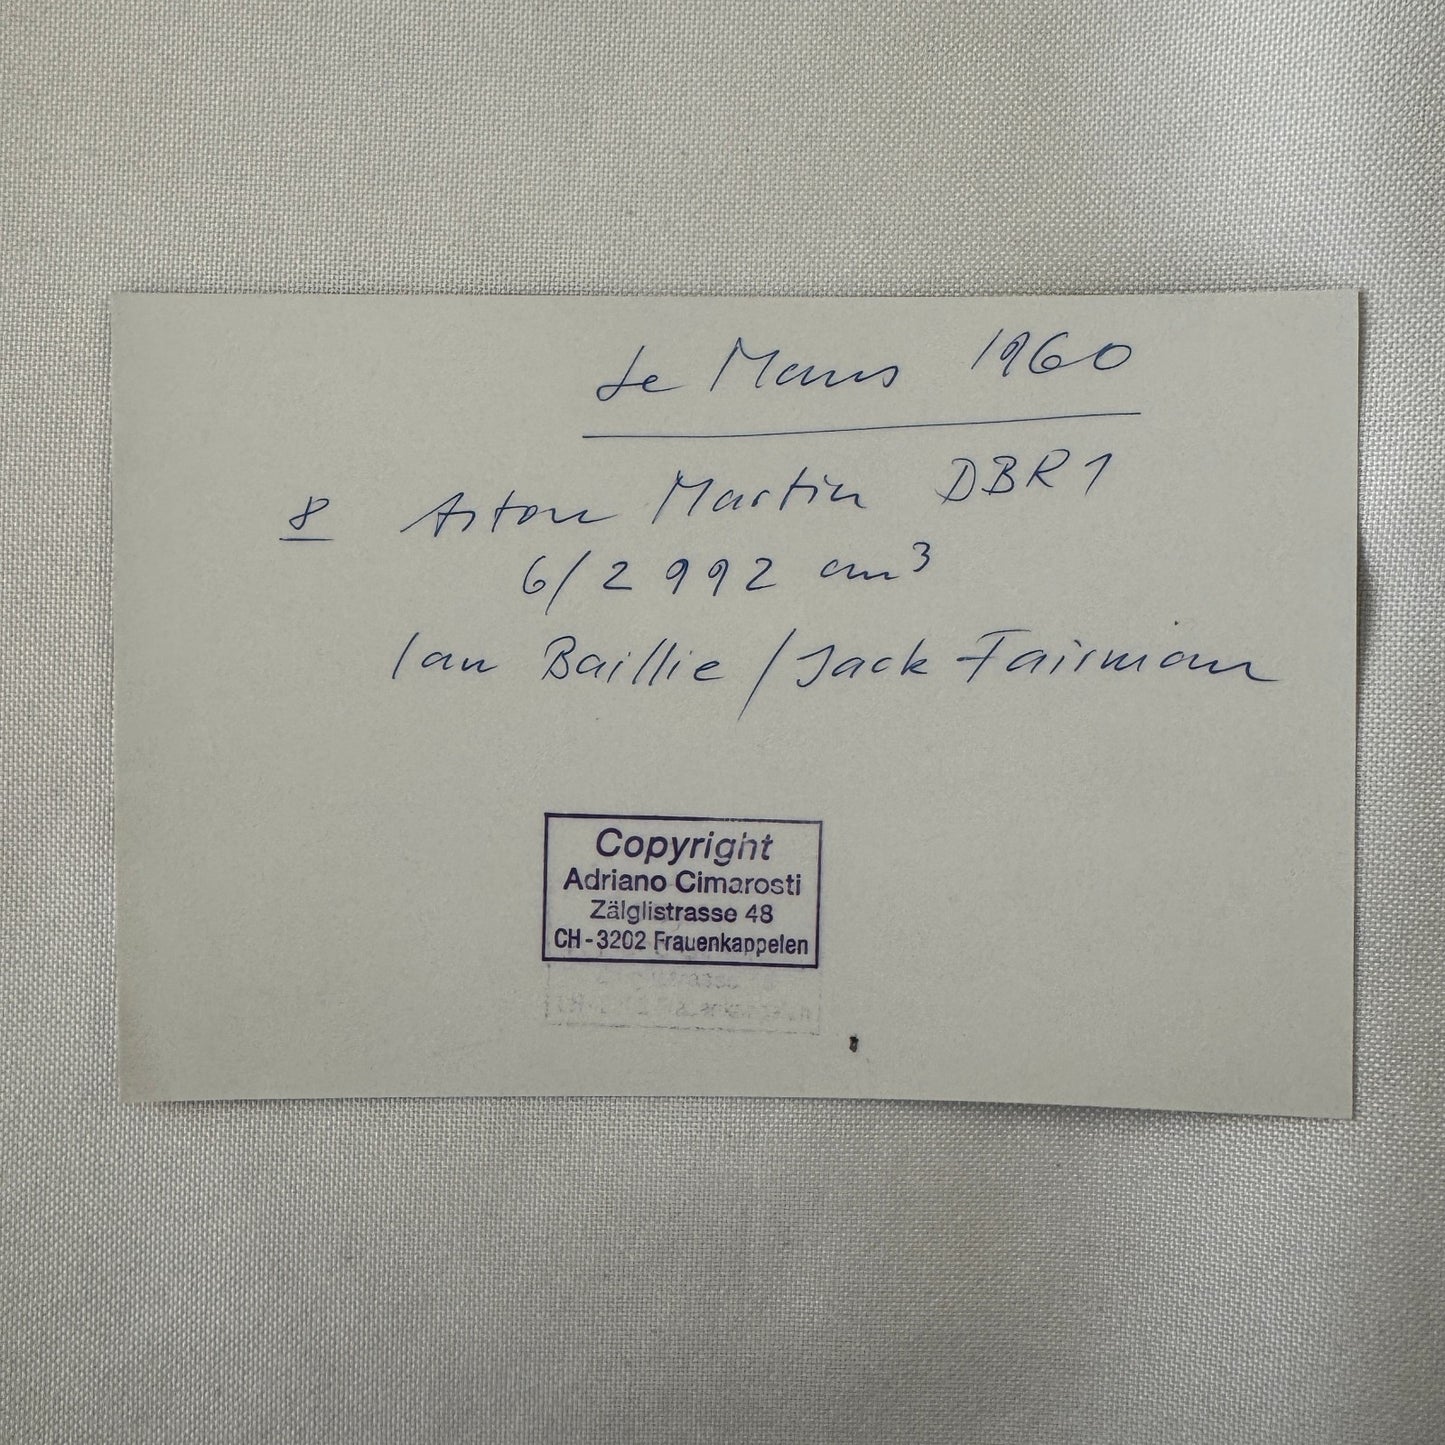 Le Mans 1960
8 Aston Martin DBR1
6/2992 cm³
Ian Baillie / Jack Fairman
Copyright
Adriano Cimarosti
Zälglistrasse 48
CH-3202 Frauenkappelen